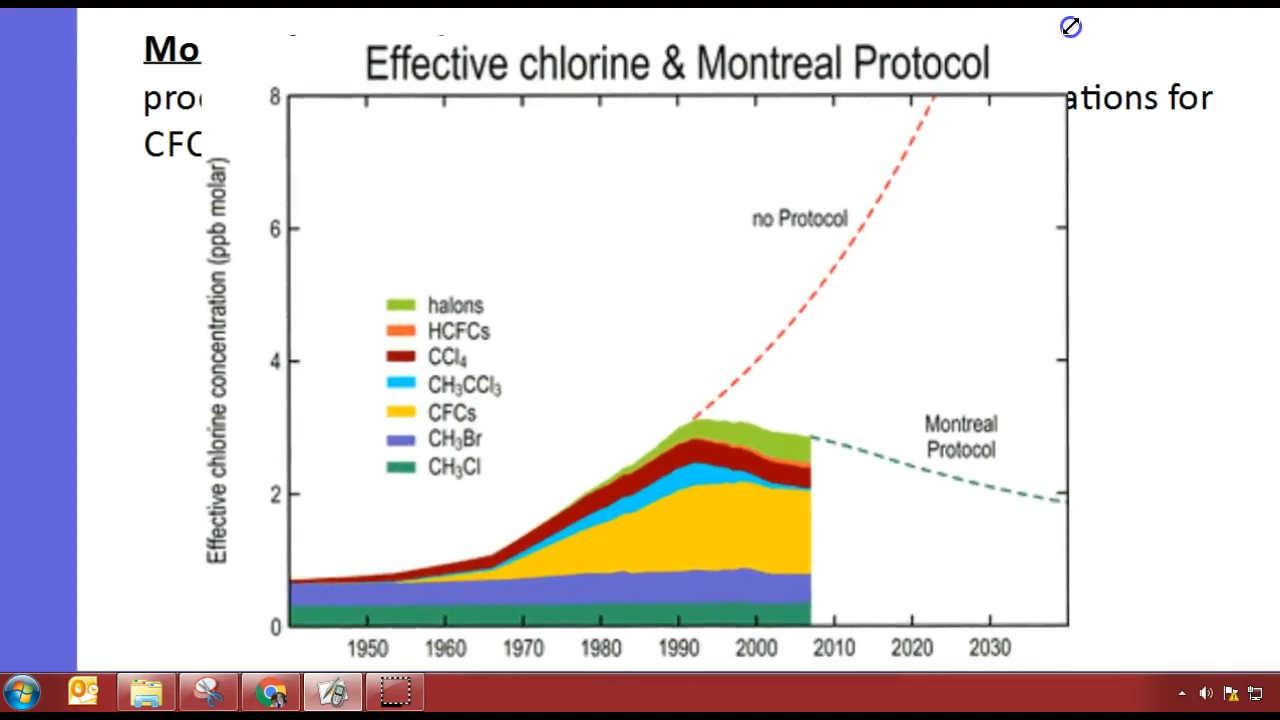 Mo
Effective chlorine & Montreal Protocol
proc
ations for
CFC
8
6
4
2
0
Effective chlorine concentration (ppb molar)
no Protocol
halons
HCFCs
CCl₄
CH₃CCl₃
CFCs
CH₃Br
CH₃Cl
Montreal
Protocol
1950 1960 1970 1980 1990 2000 2010 2020 2030